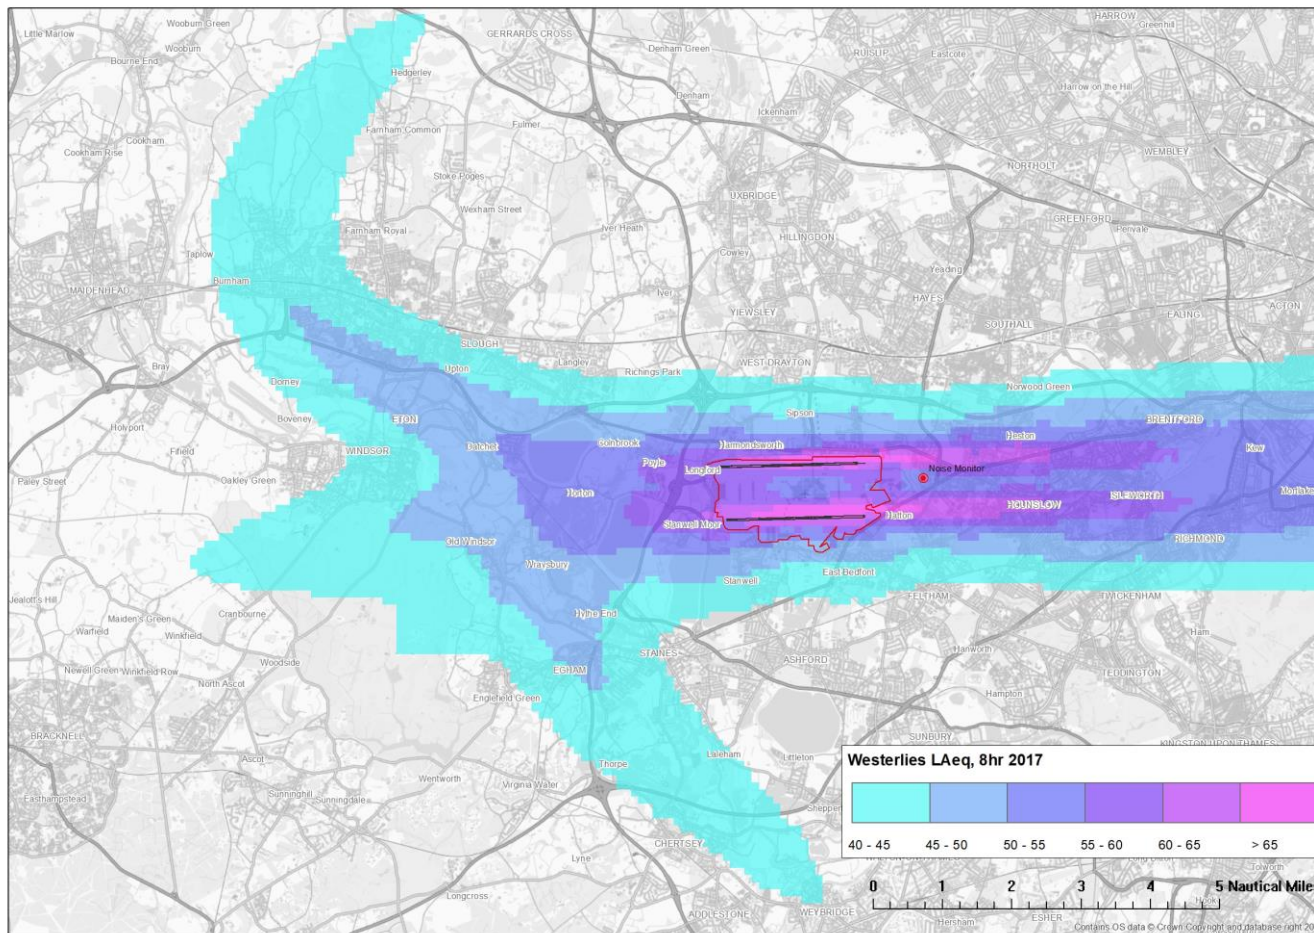 Wooburn Green
Little Marlow
Wooburn
Bourne End
GERRARDS CROSS
Denham Green
RUISLIP
Eastcote
HARROW
Greenhill
Harrow on the Hill
Hedgerley
Denham
Ickenham
Cookham
Cookham Rise
Farnham Common
Fulmer
WEMBLEY
NORTHOLT
Stoke Poges
Wexham Street
UXBRIDGE
GREENFORD
Perivale
Farnham Royal
Iver Heath
HILLINGDON
Taplow
Cowley
Yeading
Burnham
MAIDENHEAD
Iver
HAYES
ACTON
YIEWSLEY
SOUTHALL
EALING
SLOUGH
Bray
Upton
Langley
Richings Park
WEST DRAYTON
Dorney
Norwood Green
Boveney
ETON
Sipson
BRENTFORD
Holyport
Datchet
Colnbrook
Harmondsworth
Heston
Kew
Fifield
WINDSOR
Poyle
Longford
Noise Monitor
Paley Street
Oakley Green
Horton
HOUNSLOW
ISLEWORTH
Mortlake
Stanwell Moor
Hatton
Old Windsor
RICHMOND
Wraysbury
Stanwell
East Bedfont
Jealott's Hill
Cranbourne
FELTHAM
TWICKENHAM
Maiden's Green
Warfield
Winkfield
Hythe End
Ham
Newell Green
Winkfield Row
Woodside
STAINES
ASHFORD
Hanworth
EGHAM
TEDDINGTON
North Ascot
Englefield Green
Hampton
BRACKNELL
Ascot
Laleham
Littleton
SUNBURY
KINGSTON UPON THAMES
Thorpe
Wentworth
Virginia Water
Easthampstead
Sunninghill
Sunningdale
Shepper
Westerlies LAeq, 8hr 2017
40 - 45
45 - 50
50 - 55
55 - 60
60 - 65
> 65
CHERTSEY
Lyne
Tolworth
Longcross
0 1 2 3 4 5 Nautical Miles
Hook
ADDLESTONE
WEYBRIDGE
Hersham
ESHER
Contains OS data © Crown Copyright and database right 2